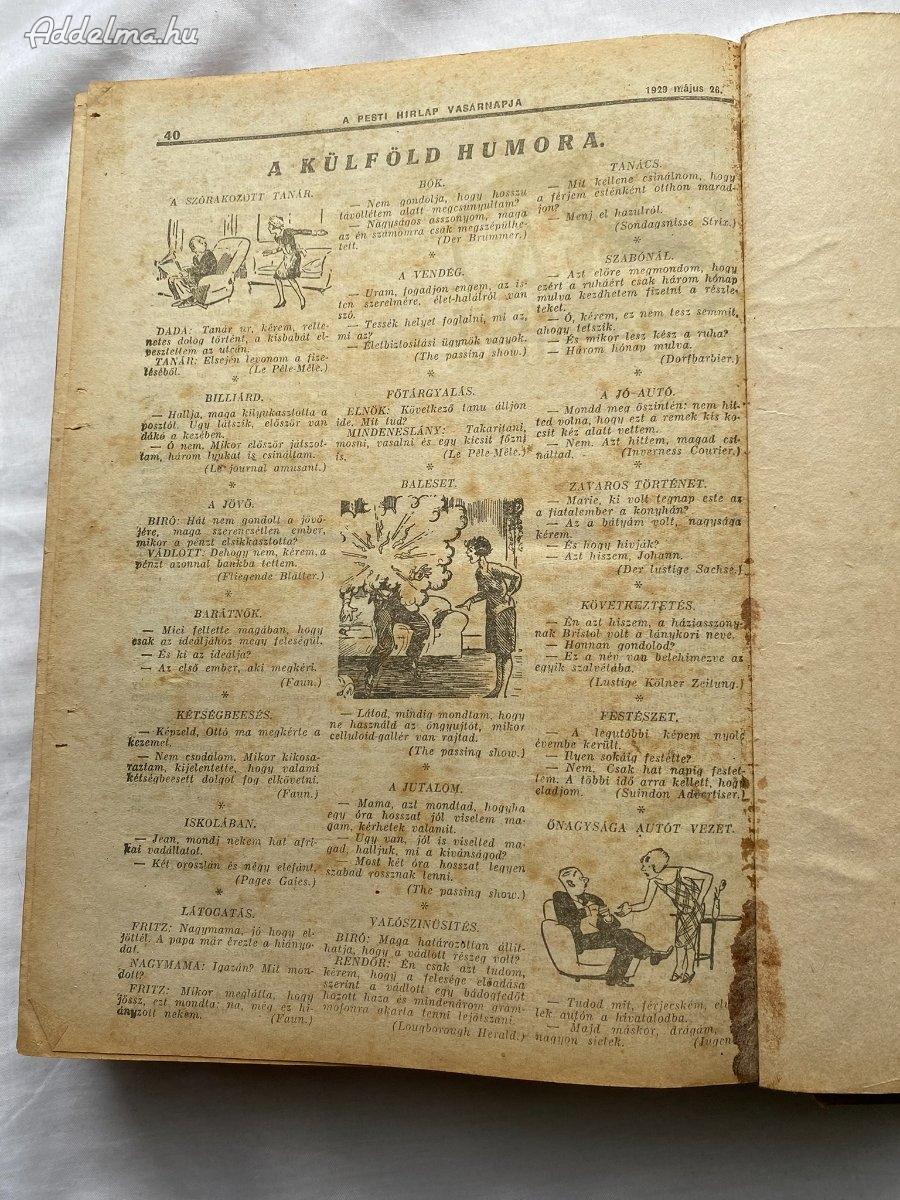 Addelma.hu
40
A PESTI HIRLAP VASÁRNAPJA
1929 május 26.
A KÜLFÖLD HUMORA.
A SZÓRAKOZOTT TANÁR.
DADA: Tanár ur, kérem, rette-
netes dolog történt, a kisbabát el-
vesztettem az utcán.
TANÁR: Elsején levonom a fize-
téséből.
(Le Pêle-Mêle.)
*
BILLIÁRD.
— Hallja, maga kilyukasztotta a
posztót. Ugy látszik, először van
dákó a kezében.
— Ó nem. Mikor először játszot-
tam, három lyukat is csináltam.
(Le journal amusant.)
*
A JÖVŐ.
BIRÓ: Hát nem gondolt a jövő-
jére, maga szerencsétlen ember,
mikor a pénzt elsikkasztotta?
VÁDLOTT: Dehogy nem, kérem, a
pénzt azonnal bankba tettem.
(Fliegende Blätter.)
*
BARÁTNŐK.
— Mici feltette magában, hogy
csak az ideáljához megy feleségül.
— És ki az ideálja?
— Az első ember, aki megkéri.
(Faun.)
*
KÉTSÉGBEESÉS.
— Képzeld, Ottó ma megkérte a
kezemet.
— Nem csodálom. Mikor kikosa-
raztam, kijelentette, hogy valami
kétségbeesett dolgot fog elkövetni.
(Faun.)
*
ISKOLÁBAN.
— Jean, mondj nekem hat afri-
kai vadállatot.
— Két oroszlán és négy elefánt.
(Pages Gaies.)
*
LÁTOGATÁS.
FRITZ: Nagymama, jó hogy el-
jöttél. A papa már érezte a hiányo-
dat.
NAGYMAMA: Igazán? Mit mon-
dott?
FRITZ: Mikor meglátta, hogy
jössz, ezt mondta: na, még ez hi-
ányzott nekem.
(Faun.)
BÓK.
— Nem gondolja, hogy hosszu
távollétem alatt megcsunyultam?
— Nagyságos asszonyom, maga
az én számomra csak megszépülhe-
tett.
(Der Brummer.)
*
A VENDÉG.
— Uram, fogadjon engem, az is-
ten szerelmére, élet-halálról van
szó.
— Tessék helyet foglalni, mi az,
mi az?
— Életbiztositási ügynök vagyok.
(The passing show.)
*
FŐTÁRGYALÁS.
ELNÖK: Következő tanu álljon
ide. Mit tud?
MINDENESLÁNY: Takaritani,
mosni, vasalni és egy kicsit főzni
is.
(Le Pêle-Mêle.)
*
BALESET.
— Látod, mindig mondtam, hogy
ne használd az öngyujtót, mikor
celluloid-gallér van rajtad.
(The passing show.)
*
A JUTALOM.
— Mama, azt mondtad, hogyha
egy óra hosszat jól viselem ma-
gam, kérhetek valamit.
— Ugy van, jól is viselted ma-
gad, halljuk, mi a kivánságod?
— Most két óra hosszat legyen
szabad rossznak lenni.
(The passing show.)
*
VALÓSZINÜSITÉS.
BIRÓ: Maga határozottan állit-
hatja, hogy a vádlott részeg volt?
RENDŐR: Én csak azt tudom,
kérem, hogy a felesége előadása
szerint a vádlott egy bádogfedőt
hozott haza és mindenáron gram-
mofonra akarta tenni lejátszani.
(Lougborough Herald.)
TANÁCS.
— Mit kellene csinálnom, hogy
a férjem esténként otthon marad-
jon?
— Menj el hazulról.
(Sondagsnisse Strix.)
*
SZABÓNÁL.
— Azt előre megmondom, hogy
ezért a ruháért csak három hónap
mulva kezdhetem fizetni a részle-
teket.
— Ó, kérem, ez nem tesz semmit,
ahogy tetszik.
— És mikor lesz kész a ruha?
— Három hónap mulva.
(Dorfbarbier.)
*
A JÓ AUTÓ.
— Mondd meg őszintén: nem hit-
ted volna, hogy ezt a remek kis ko-
csit kéz alatt vettem.
— Nem. Azt hittem, magad csi-
náltad.
(Inverness Courier.)
*
ZAVAROS TÖRTÉNET.
— Marie, ki volt tegnap este az
a fiatalember a konyhán?
— Az a bátyám volt, nagysága
kérem.
— És hogy hivják?
— Azt hiszem, Johann.
(Der lustige Sachse.)
*
KÖVETKEZTETÉS.
— Én azt hiszem, a háziasszony-
nak Bristol volt a lánykori neve.
— Honnan gondolod?
— Ez a név van belehimezve az
egyik szalvétába.
(Lustige Kölner Zeitung.)
*
FESTÉSZET.
— A legutóbbi képem nyolc
évembe került.
— Ilyen sokáig festette?
— Nem. Csak hat napig festet-
tem. A többi idő arra kellett, hogy
eladjom.
(Suindon Advertiser.)
*
ŐNAGYSÁGA AUTÓT VEZET.
— Tudod mit, férjecském,
lek autón a hivatalodba.
— Majd máskor, drágám,
nagyon sietek.